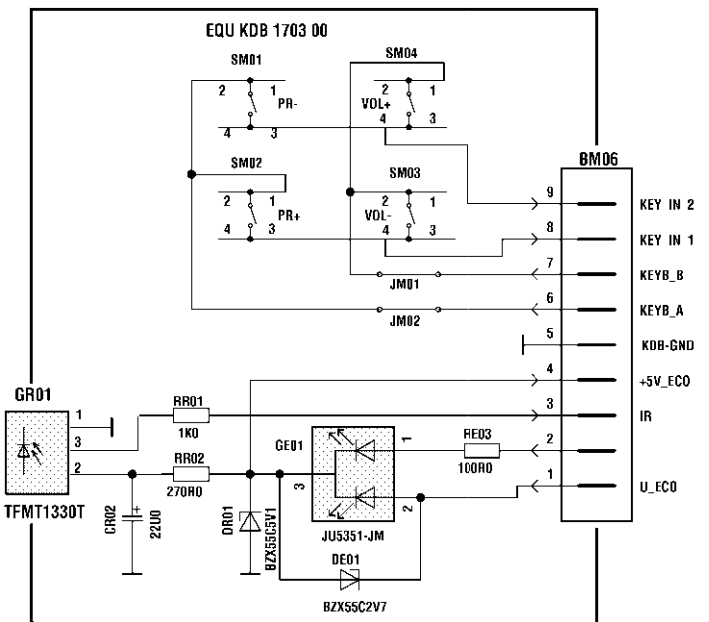 EQU KDB 1703 00
SM01
2 1
PR-
4 3
SM04
2 1
VOL+
4 3
SM02
2 1
PR+
4 3
SM03
2 1
VOL-
4 3
BM06
9 KEY IN 2
8 KEY IN 1
7 KEYB_B
JM01
6 KEYB_A
JM02
5 KDB-GND
4 +5V_ECO
3 IR
2
1 U_ECO
GR01
1
3
2
TFMT1330T
RR01
1K0
RR02
270R0
CR02
+
22U0
DR01
BZX55C5V1
GE01
3
1
2
JU5351-JM
RE03
100R0
DE01
BZX55C2V7